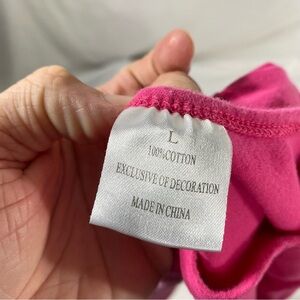 L
100%COTTON
EXCLUSIVE OF DECORATION
MADE IN CHINA